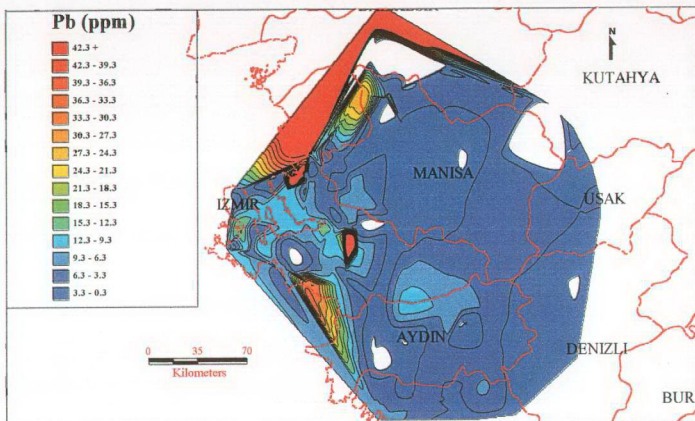 Pb (ppm)
42.3 +
42.3 - 39.3
39.3 - 36.3
36.3 - 33.3
33.3 - 30.3
30.3 - 27.3
27.3 - 24.3
24.3 - 21.3
21.3 - 18.3
18.3 - 15.3
15.3 - 12.3
12.3 - 9.3
9.3 - 6.3
6.3 - 3.3
3.3 - 0.3
N
KUTAHYA
MANISA
IZMIR
USAK
AYDIN
DENIZLI
BUR
0 35 70
Kilometers